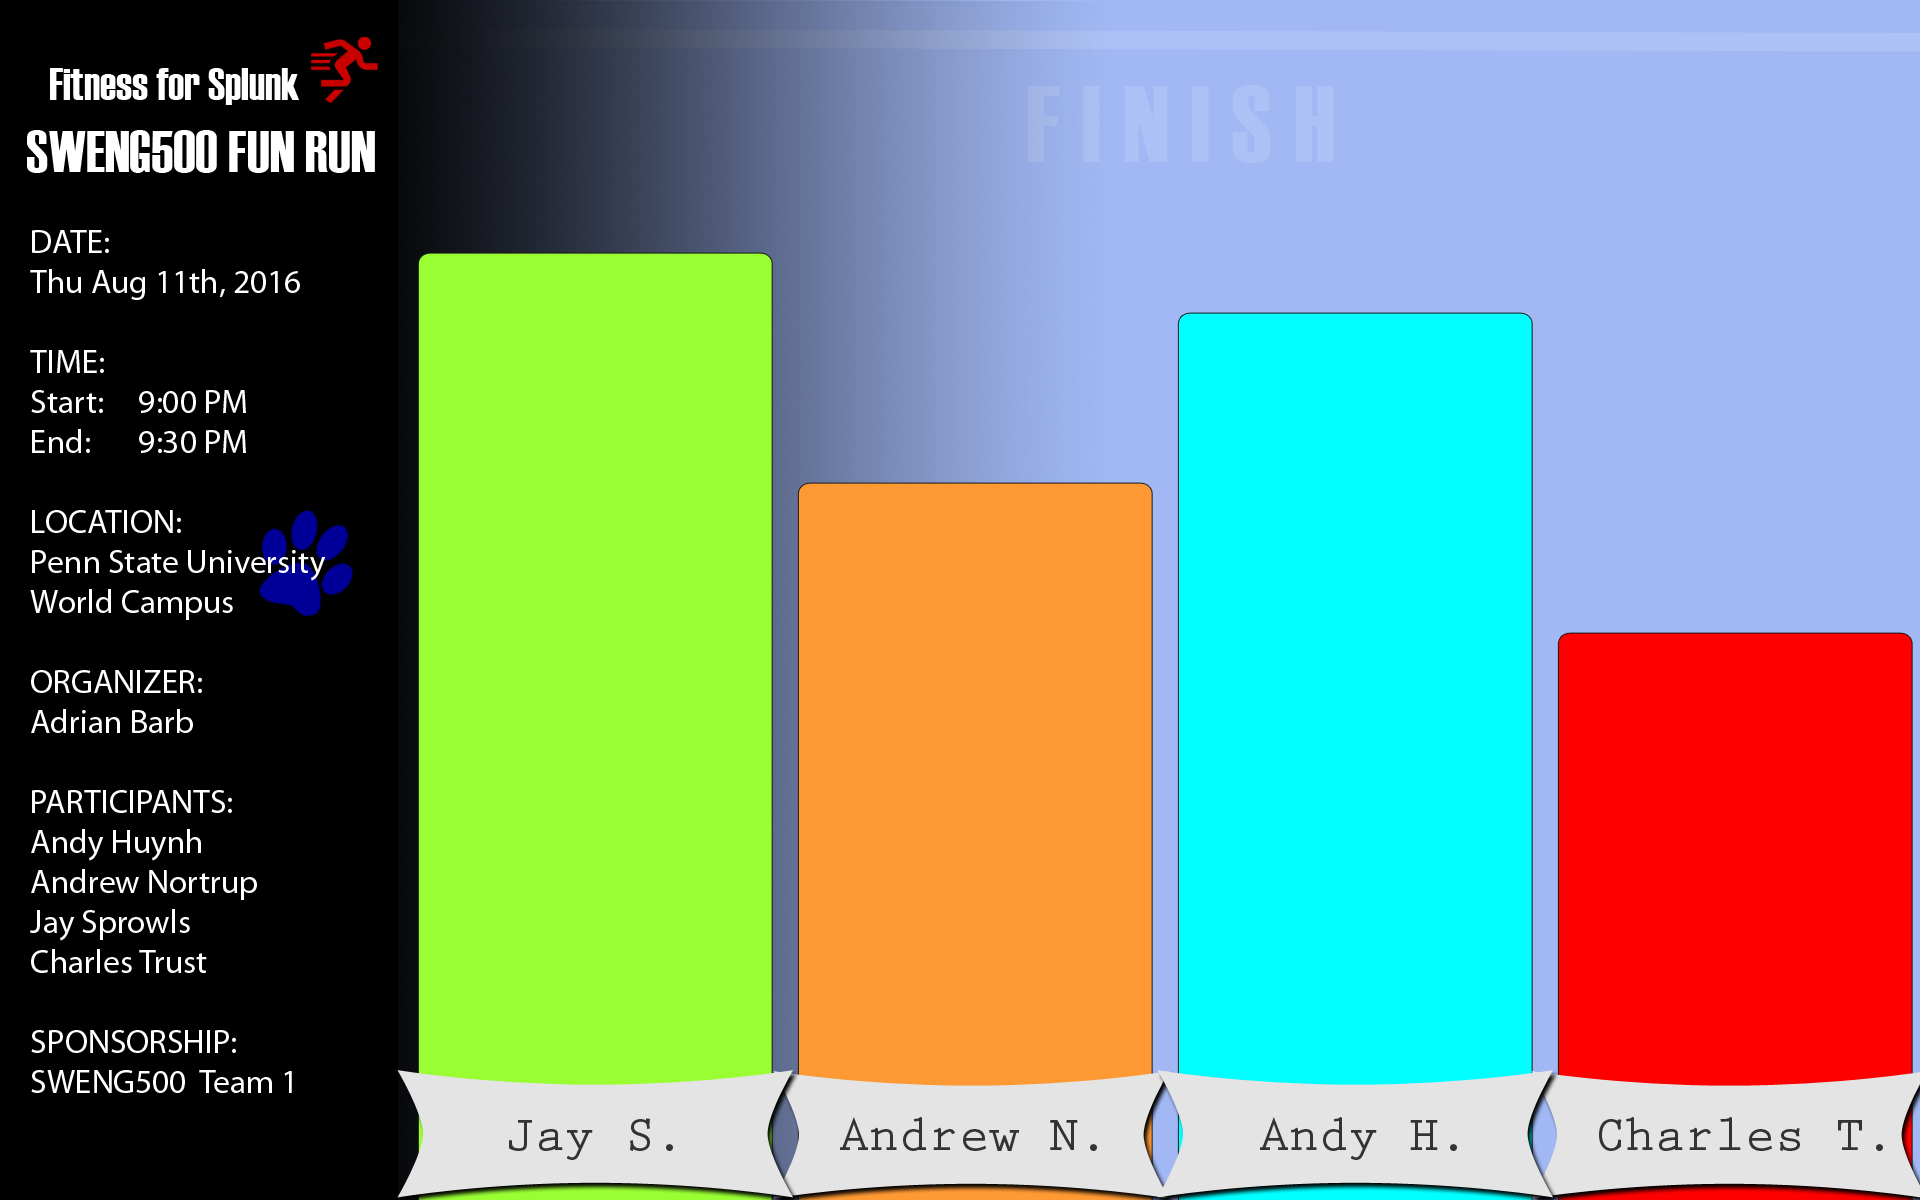 Fitness for Splunk
SWENG500 FUN RUN
DATE:
Thu Aug 11th, 2016
TIME:
Start: 9:00 PM
End: 9:30 PM
LOCATION:
Penn State University
World Campus
ORGANIZER:
Adrian Barb
PARTICIPANTS:
Andy Huynh
Andrew Nortrup
Jay Sprowls
Charles Trust
SPONSORSHIP:
SWENG500 Team 1
FINISH
Jay S.
Andrew N.
Andy H.
Charles T.